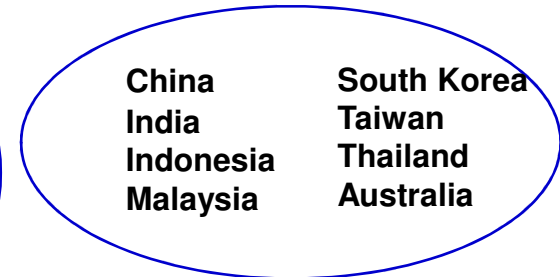 China
India
Indonesia
Malaysia
South Korea
Taiwan
Thailand
Australia